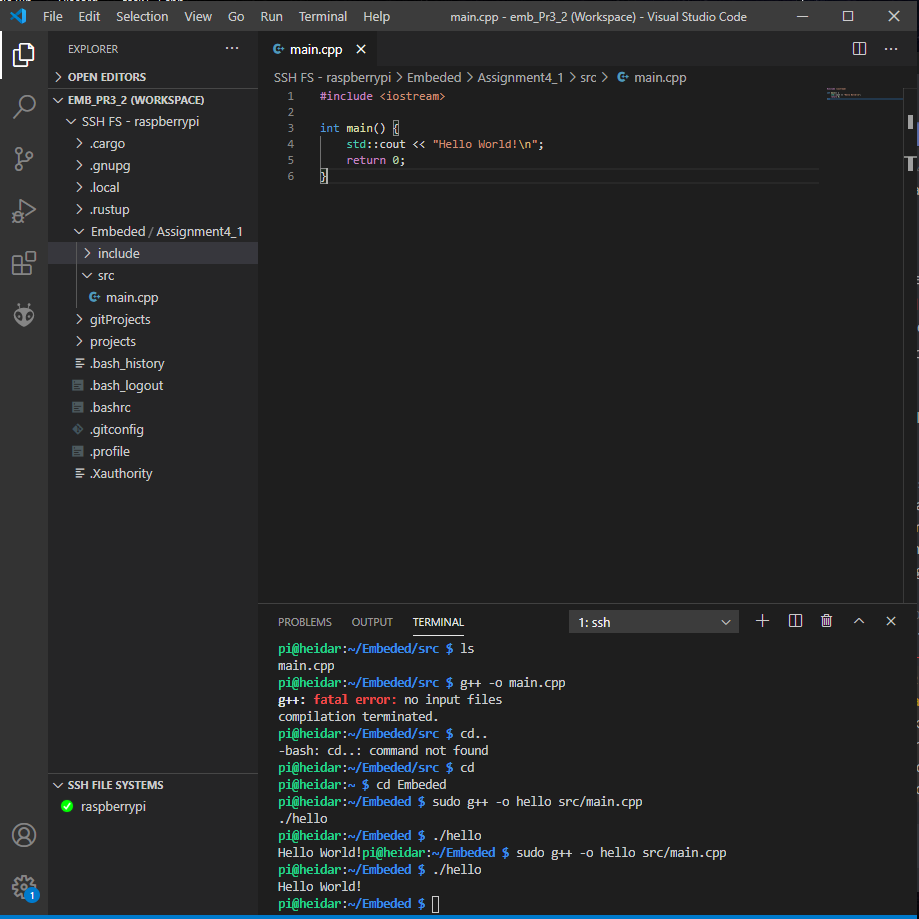 File Edit Selection View Go Run Terminal Help main.cpp - emb_Pr3_2 (Workspace) - Visual Studio Code
EXPLORER
OPEN EDITORS
EMB_PR3_2 (WORKSPACE)
SSH FS - raspberrypi
.cargo
.gnupg
.local
.rustup
Embeded / Assignment4_1
include
src
main.cpp
gitProjects
projects
.bash_history
.bash_logout
.bashrc
.gitconfig
.profile
.Xauthority
SSH FILE SYSTEMS
raspberrypi
1
main.cpp
SSH FS - raspberrypi > Embeded > Assignment4_1 > src > main.cpp
1 #include <iostream>
2
3 int main() {
4 std::cout << "Hello World!\n";
5 return 0;
6 }
PROBLEMS OUTPUT TERMINAL 1: ssh
pi@heidar:~/Embeded/src $ ls
main.cpp
pi@heidar:~/Embeded/src $ g++ -o main.cpp
g++: fatal error: no input files
compilation terminated.
pi@heidar:~/Embeded/src $ cd..
-bash: cd..: command not found
pi@heidar:~/Embeded/src $ cd
pi@heidar:~ $ cd Embeded
pi@heidar:~/Embeded $ sudo g++ -o hello src/main.cpp
./hello
pi@heidar:~/Embeded $ ./hello
Hello World!pi@heidar:~/Embeded $ sudo g++ -o hello src/main.cpp
pi@heidar:~/Embeded $ ./hello
Hello World!
pi@heidar:~/Embeded $